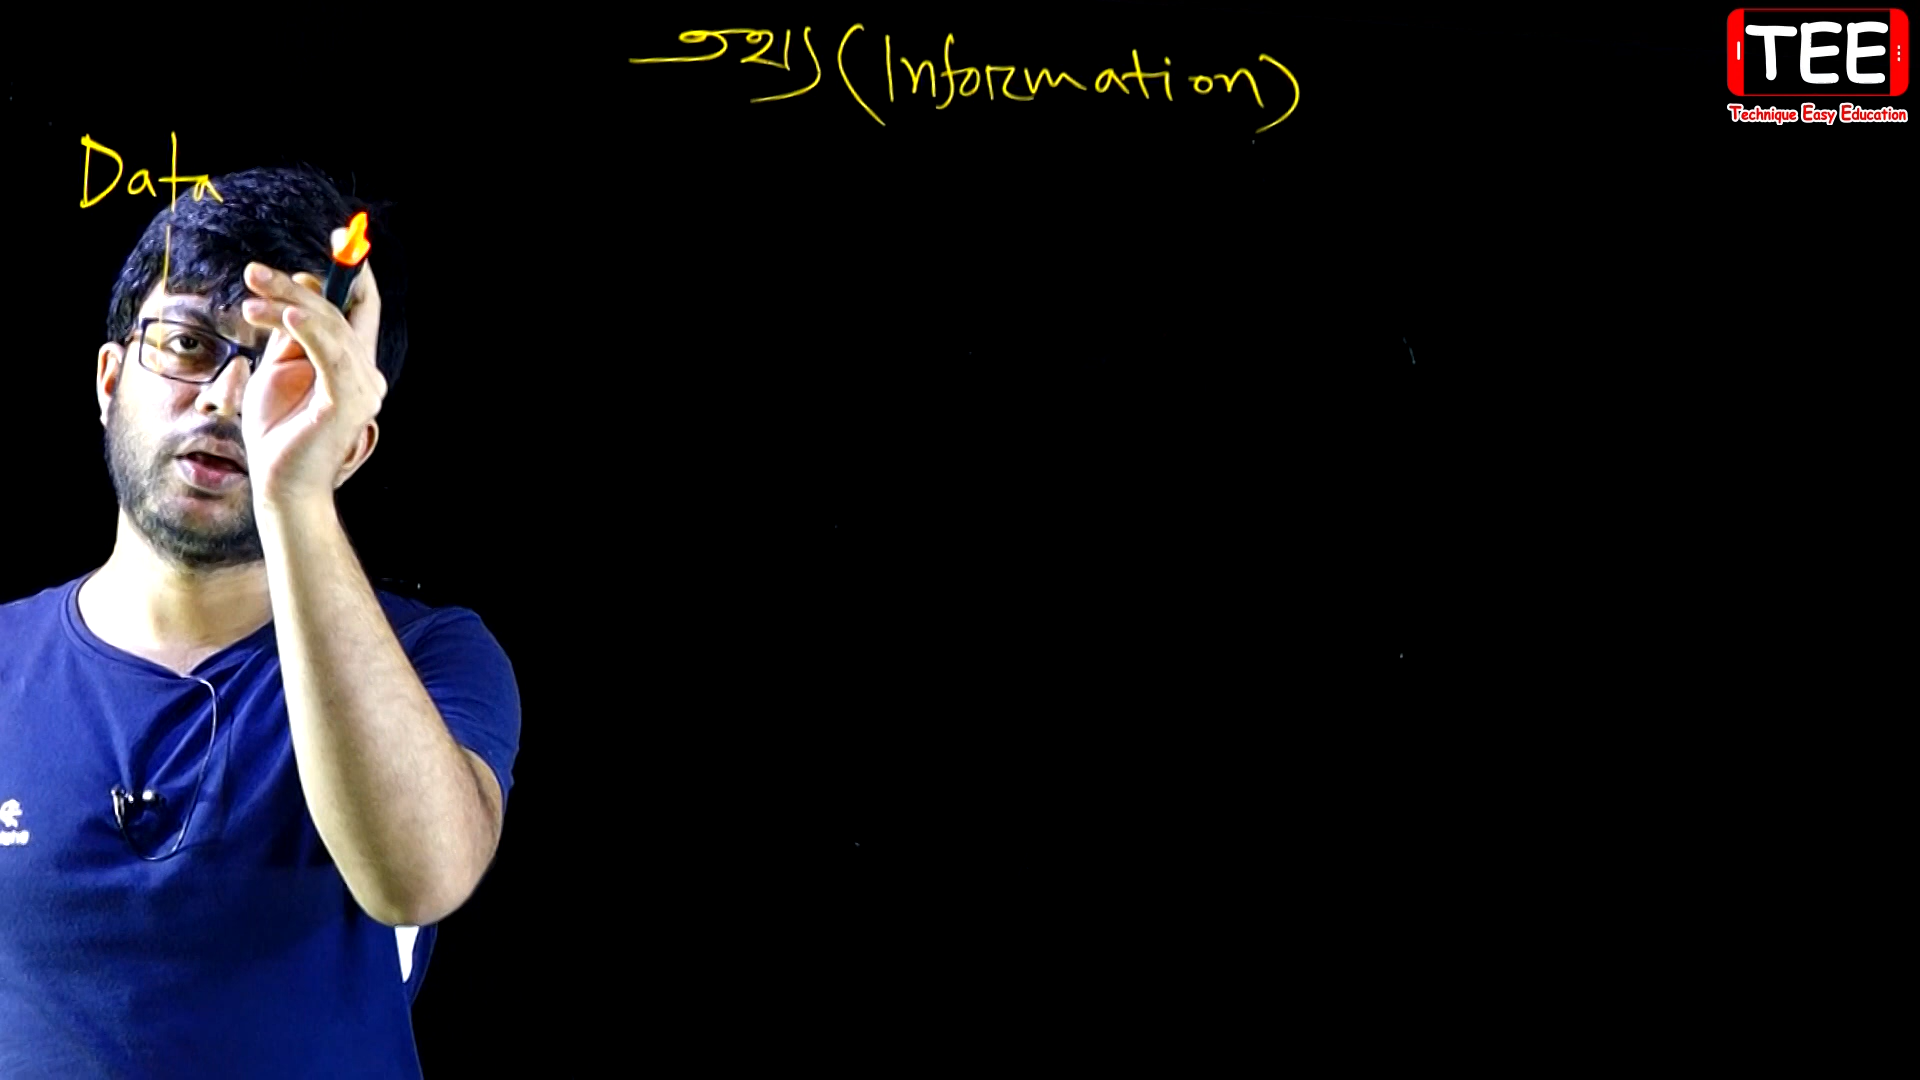 তথ্য (Information)
TEE
Technique Easy Education
Data